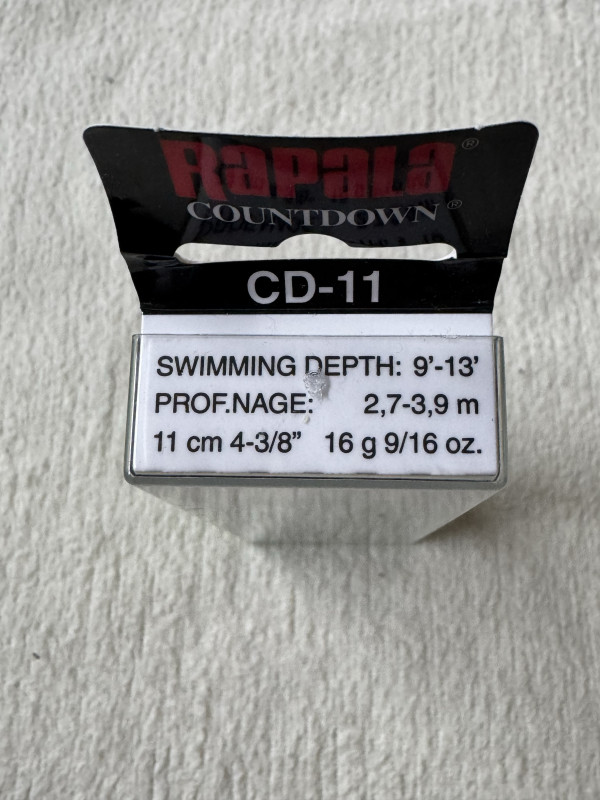 RAPALA®
COUNTDOWN®
CD-11
SWIMMING DEPTH: 9'-13'
PROF.NAGE: 2,7-3,9 m
11 cm 4-3/8” 16 g 9/16 oz.